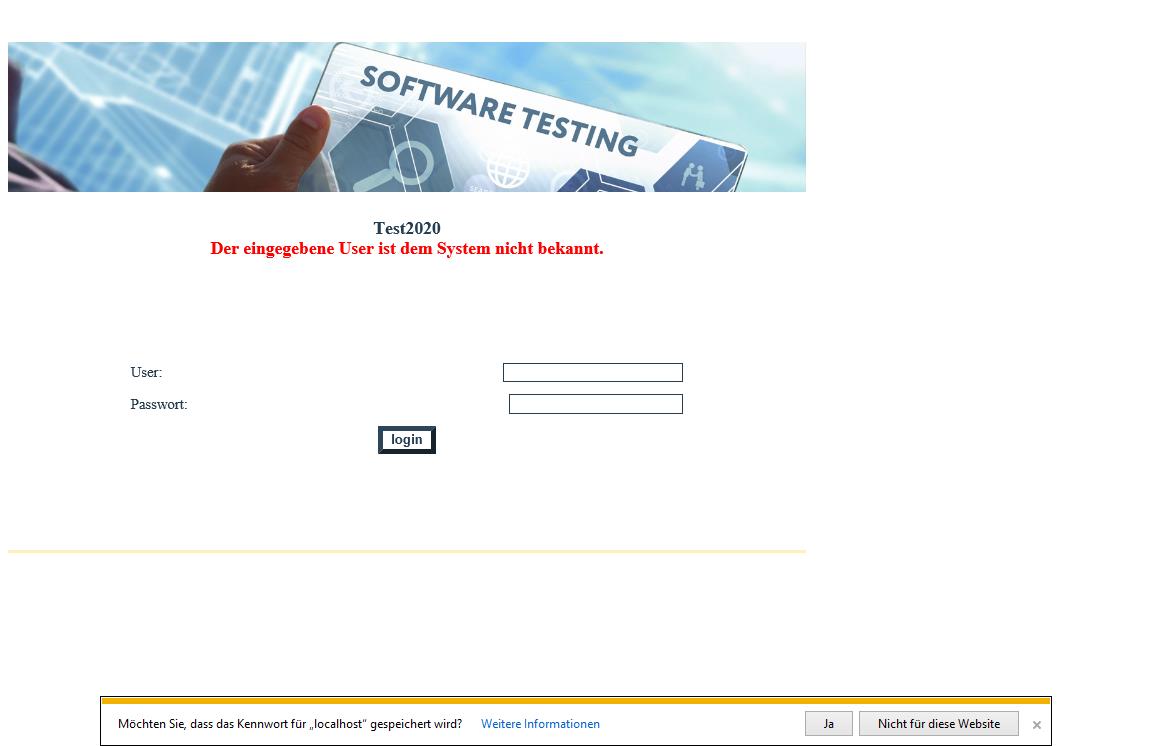 SOFTWARE TESTING
Test2020
Der eingegebene User ist dem System nicht bekannt.
User:
Passwort:
login
Möchten Sie, dass das Kennwort für „localhost“ gespeichert wird? Weitere Informationen Ja Nicht für diese Website ×